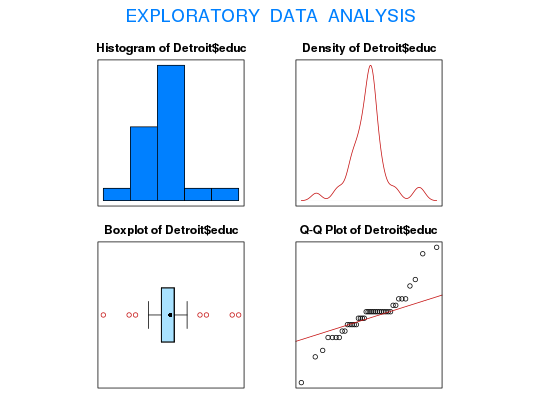 EXPLORATORY DATA ANALYSIS
Histogram of Detroit$educ
Density of Detroit$educ
Boxplot of Detroit$educ
Q-Q Plot of Detroit$educ